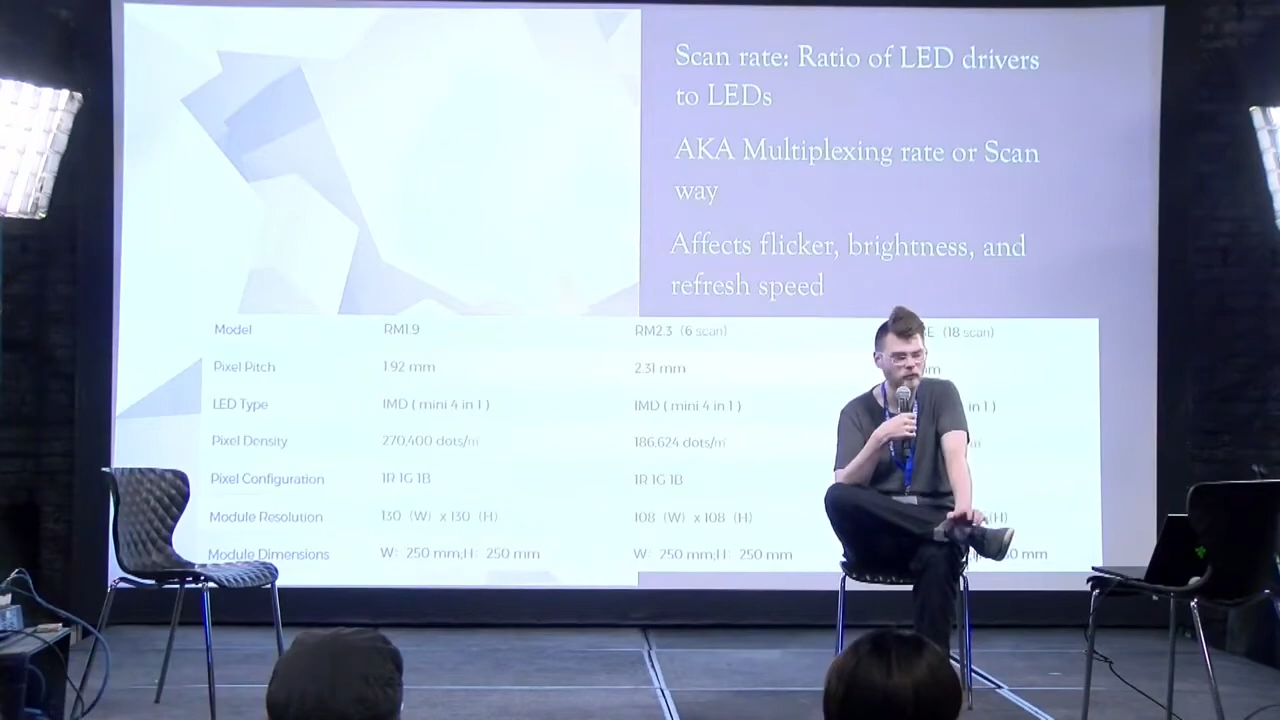 Scan rate: Ratio of LED drivers
to LEDs
AKA Multiplexing rate or Scan
way
Affects flicker, brightness, and
refresh speed
Model RM1.9 RM2.3 (6 scan) (18 scan)
Pixel Pitch 1.92 mm 2.31 mm
LED Type IMD ( mini 4 in 1 ) IMD ( mini 4 in 1 ) in 1 )
Pixel Density 270,400 dots/㎡ 186,624 dots/㎡
Pixel Configuration 1R 1G 1B 1R 1G 1B
Module Resolution 130 (W) x 130 (H) 108 (W) x 108 (H) (H)
Module Dimensions W: 250 mm;H: 250 mm W: 250 mm;H: 250 mm mm